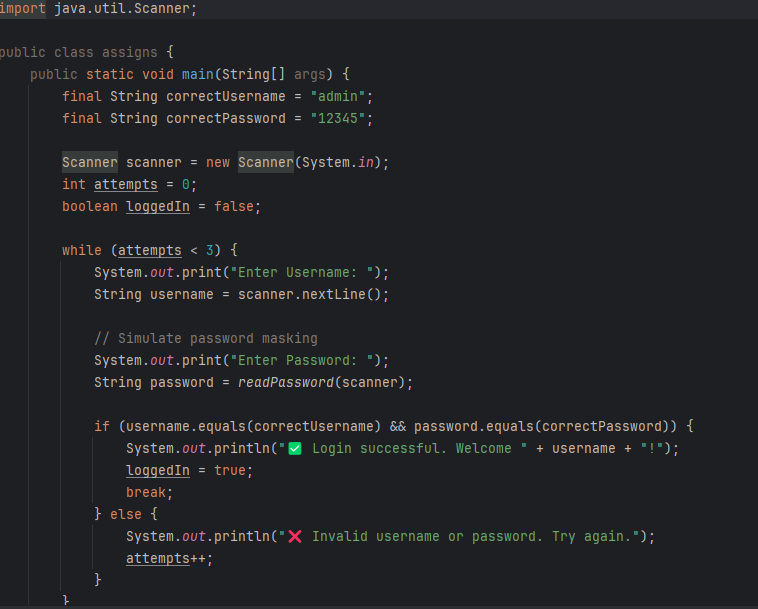 import java.util.Scanner;
public class assigns {
public static void main(String[] args) {
final String correctUsername = "admin";
final String correctPassword = "12345";
Scanner scanner = new Scanner(System.in);
int attempts = 0;
boolean loggedIn = false;
while (attempts < 3) {
System.out.print("Enter Username: ");
String username = scanner.nextLine();
// Simulate password masking
System.out.print("Enter Password: ");
String password = readPassword(scanner);
if (username.equals(correctUsername) && password.equals(correctPassword)) {
System.out.println("✅ Login successful. Welcome " + username + "!");
loggedIn = true;
break;
} else {
System.out.println("❌ Invalid username or password. Try again.");
attempts++;
}
}